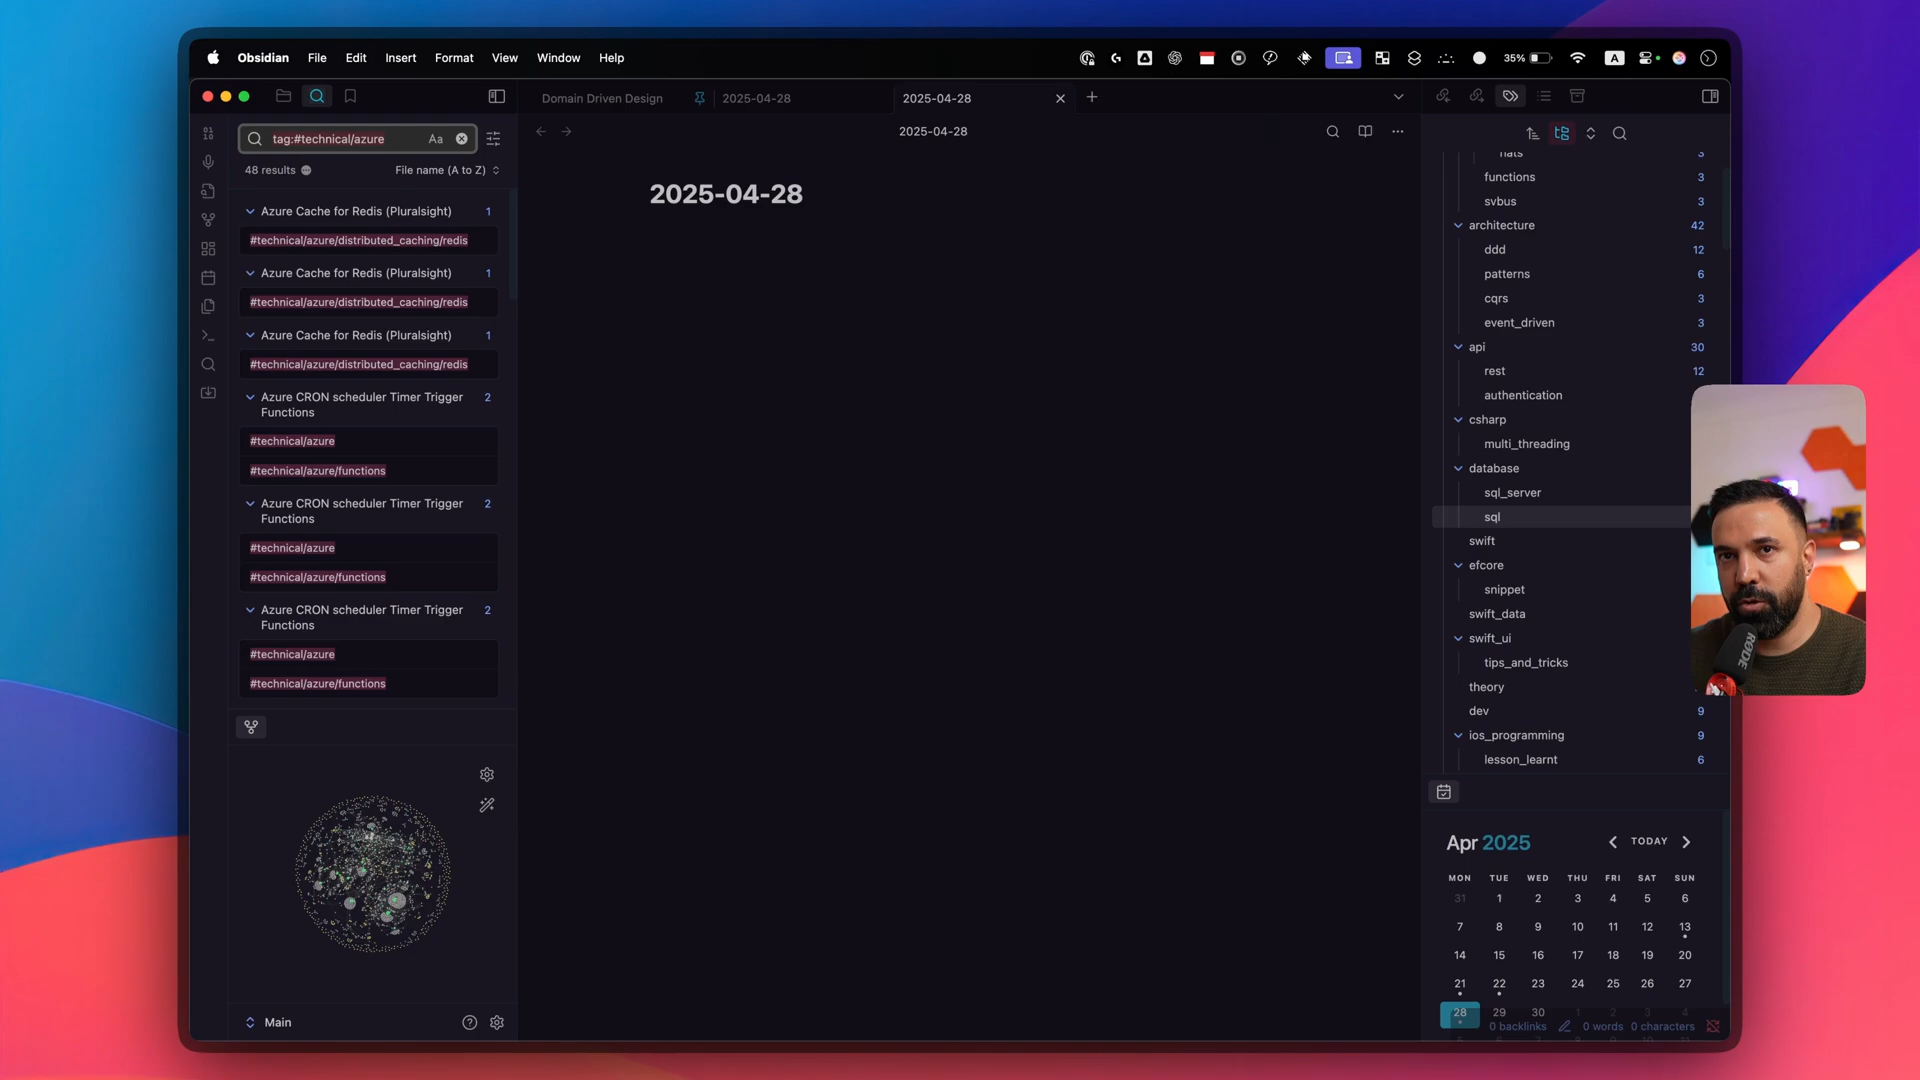 Obsidian File Edit Insert Format View Window Help
35%
A
Domain Driven Design
2025-04-28
2025-04-28
tag:#technical/azure
Aa
48 results
File name (A to Z)
Azure Cache for Redis (Pluralsight) 1
#technical/azure/distributed_caching/redis
Azure Cache for Redis (Pluralsight) 1
#technical/azure/distributed_caching/redis
Azure Cache for Redis (Pluralsight) 1
#technical/azure/distributed_caching/redis
Azure CRON scheduler Timer Trigger 2
Functions
#technical/azure
#technical/azure/functions
Azure CRON scheduler Timer Trigger 2
Functions
#technical/azure
#technical/azure/functions
Azure CRON scheduler Timer Trigger 2
Functions
#technical/azure
#technical/azure/functions
Main
2025-04-28
2025-04-28
nats 3
functions 3
svbus 3
architecture 42
ddd 12
patterns 6
cqrs 3
event_driven 3
api 30
rest 12
authentication
csharp
multi_threading
database
sql_server
sql
swift
efcore
snippet
swift_data
swift_ui
tips_and_tricks
theory
dev 9
ios_programming 9
lesson_learnt 6
RØDE
Apr 2025
TODAY
MON TUE WED THU FRI SAT SUN
31 1 2 3 4 5 6
7 8 9 10 11 12 13
14 15 16 17 18 19 20
21 22 23 24 25 26 27
28 29 30 1 2 3 4
0 backlinks 0 words 0 characters